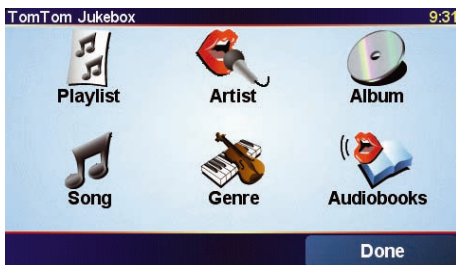 TomTom Jukebox 9:31
Playlist Artist Album
Song Genre Audiobooks
Done